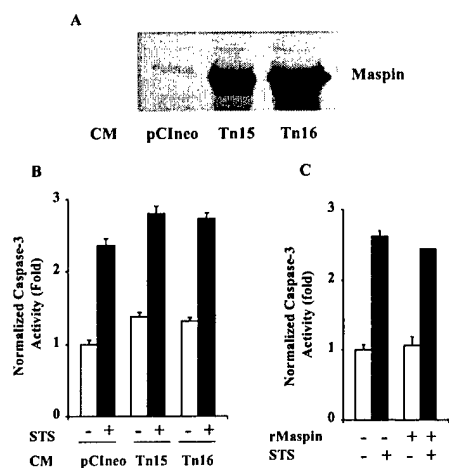 A
Maspin
CM pCIneo Tn15 Tn16
B
Normalized Caspase-3
Activity (Fold)
3
2
1
0
STS - + - + - +
CM pCIneo Tn15 Tn16
C
Normalized Caspase-3
Activity (fold)
3
2
1
0
rMaspin - - + +
STS - + - +